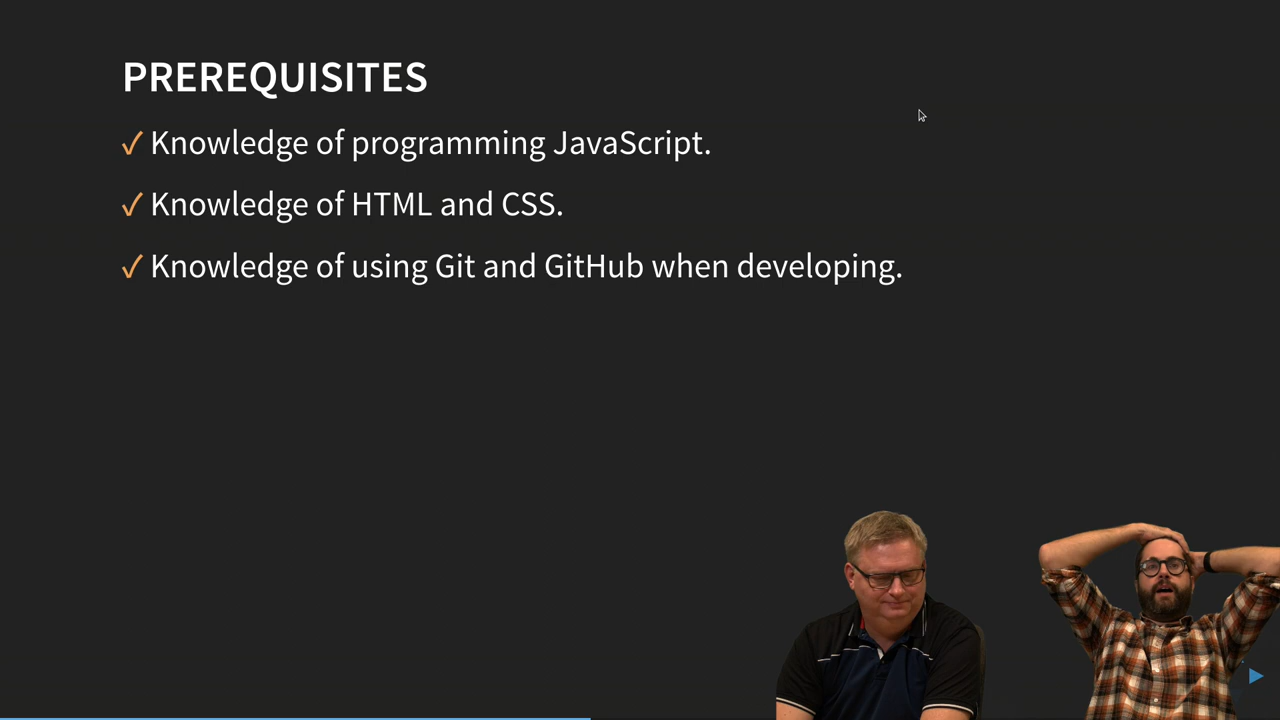 PREREQUISITES
✓ Knowledge of programming JavaScript.
✓ Knowledge of HTML and CSS.
✓ Knowledge of using Git and GitHub when developing.